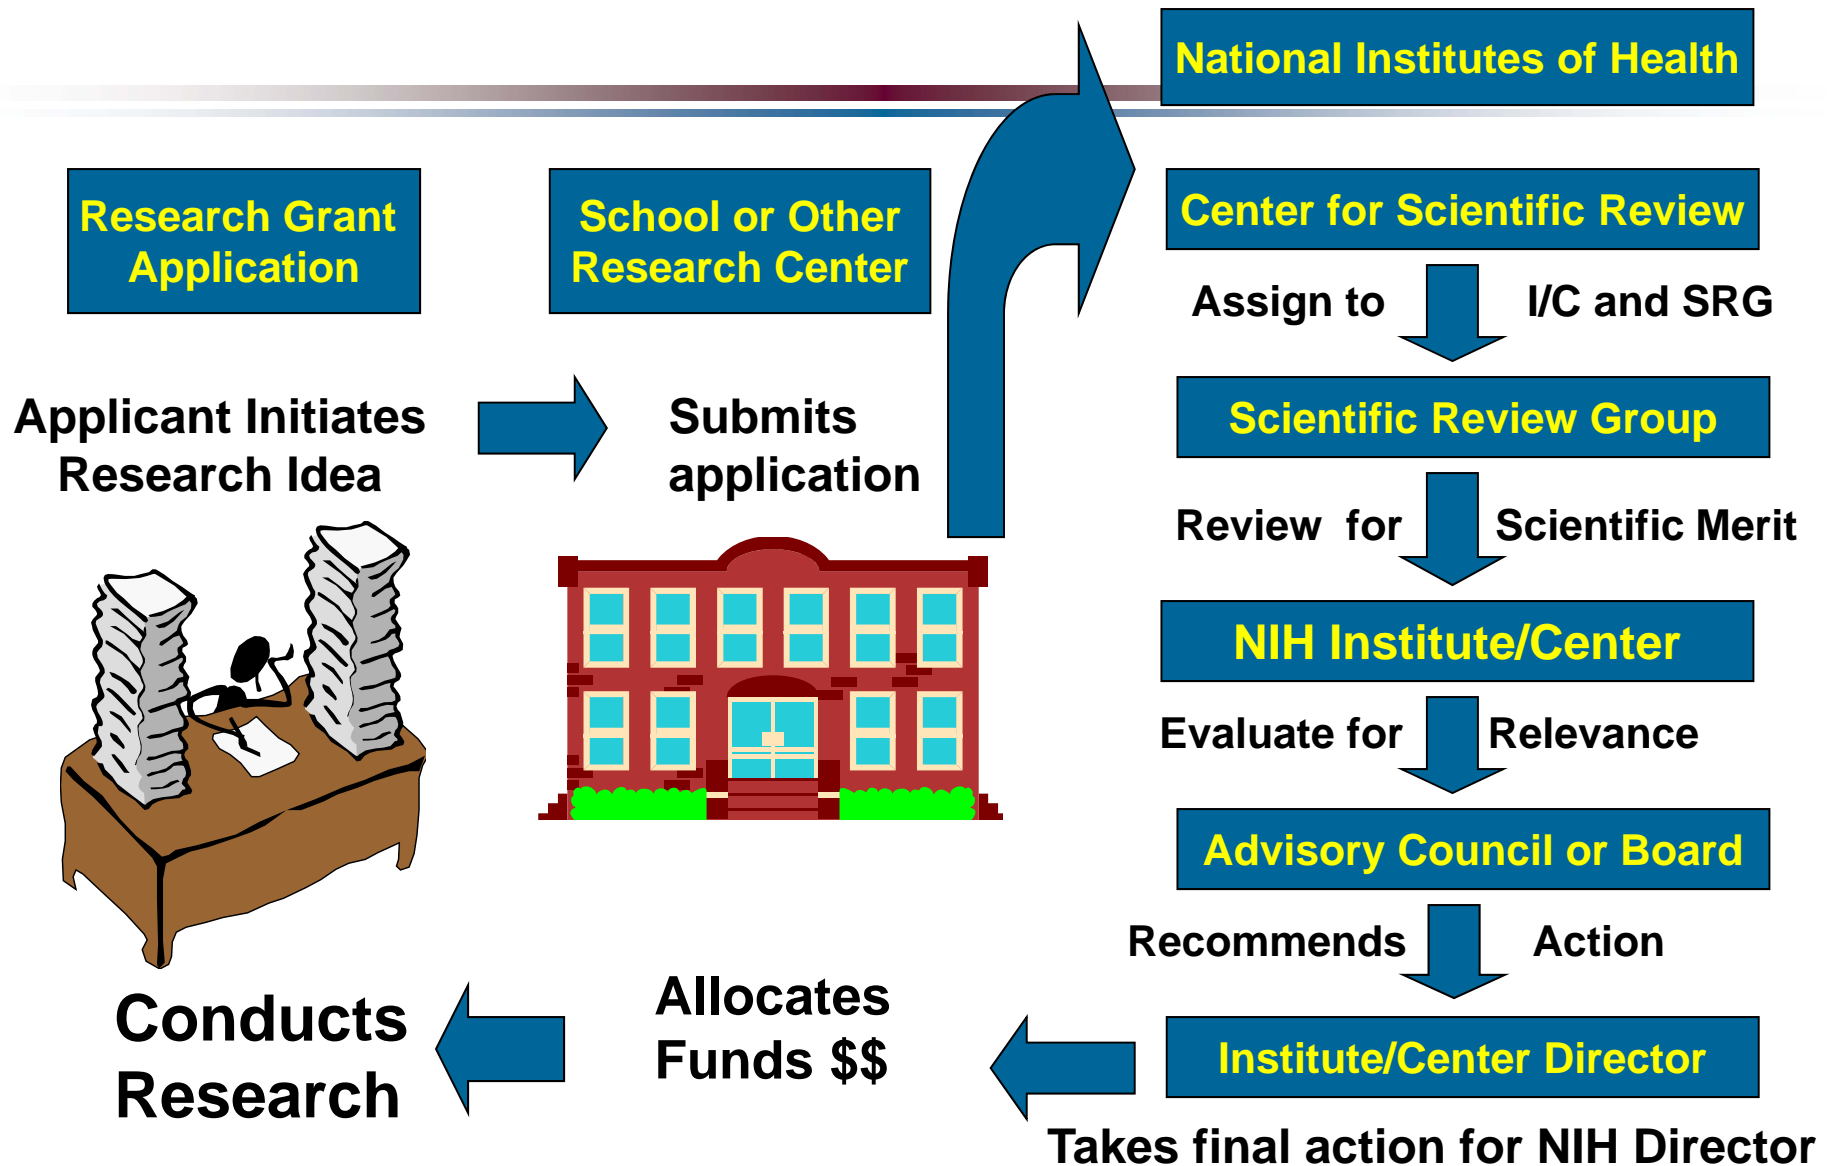 National Institutes of Health
Research Grant
Application
School or Other
Research Center
Center for Scientific Review
Assign to I/C and SRG
Applicant Initiates
Research Idea
Submits
application
Scientific Review Group
Review for Scientific Merit
NIH Institute/Center
Evaluate for Relevance
Advisory Council or Board
Recommends Action
Institute/Center Director
Takes final action for NIH Director
Allocates
Funds $$
Conducts
Research